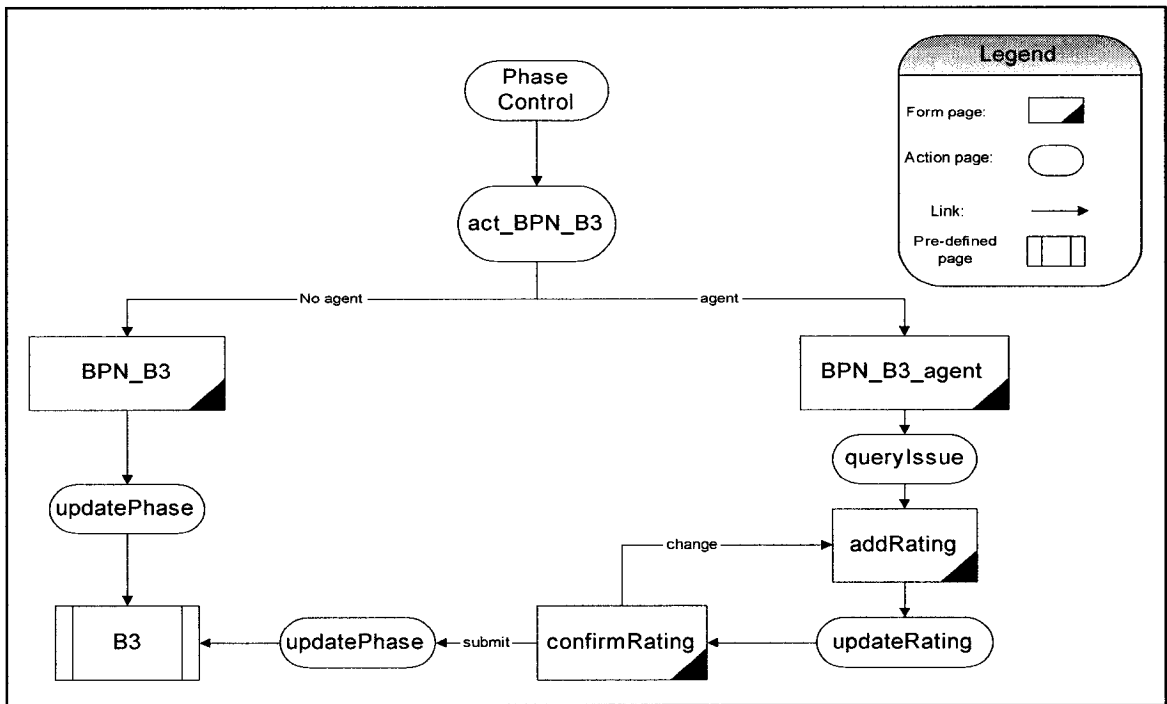 Legend
Form page:
Action page:
Link:
Pre-defined
page
Phase
Control
act_BPN_B3
No agent
agent
BPN_B3
BPN_B3_agent
queryIssue
updatePhase
addRating
change
B3
updatePhase
submit
confirmRating
updateRating